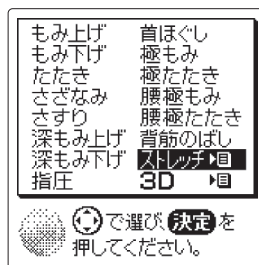 もみ上げ 首ほぐし
もみ下げ 極もみ
たたき 極たたき
さざなみ 腰極もみ
さすり 腰極たたき
深もみ上げ 背筋のばし
深もみ下げ ストレッチ
指圧 3D
で選び、決定を
押してください。